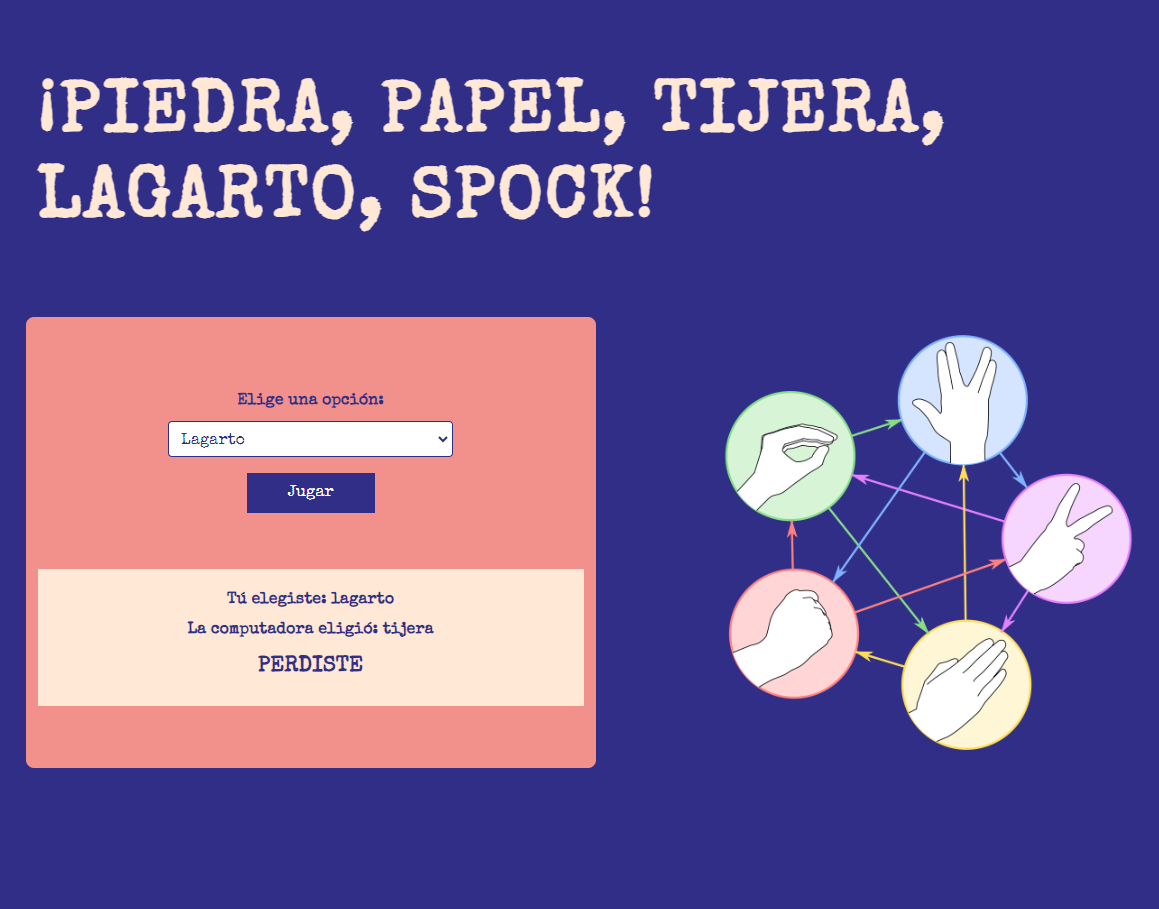 ¡PIEDRA, PAPEL, TIJERA,
LAGARTO, SPOCK!
Elige una opción:
Lagarto
Jugar
Tú elegiste: lagarto
La computadora eligió: tijera
PERDISTE